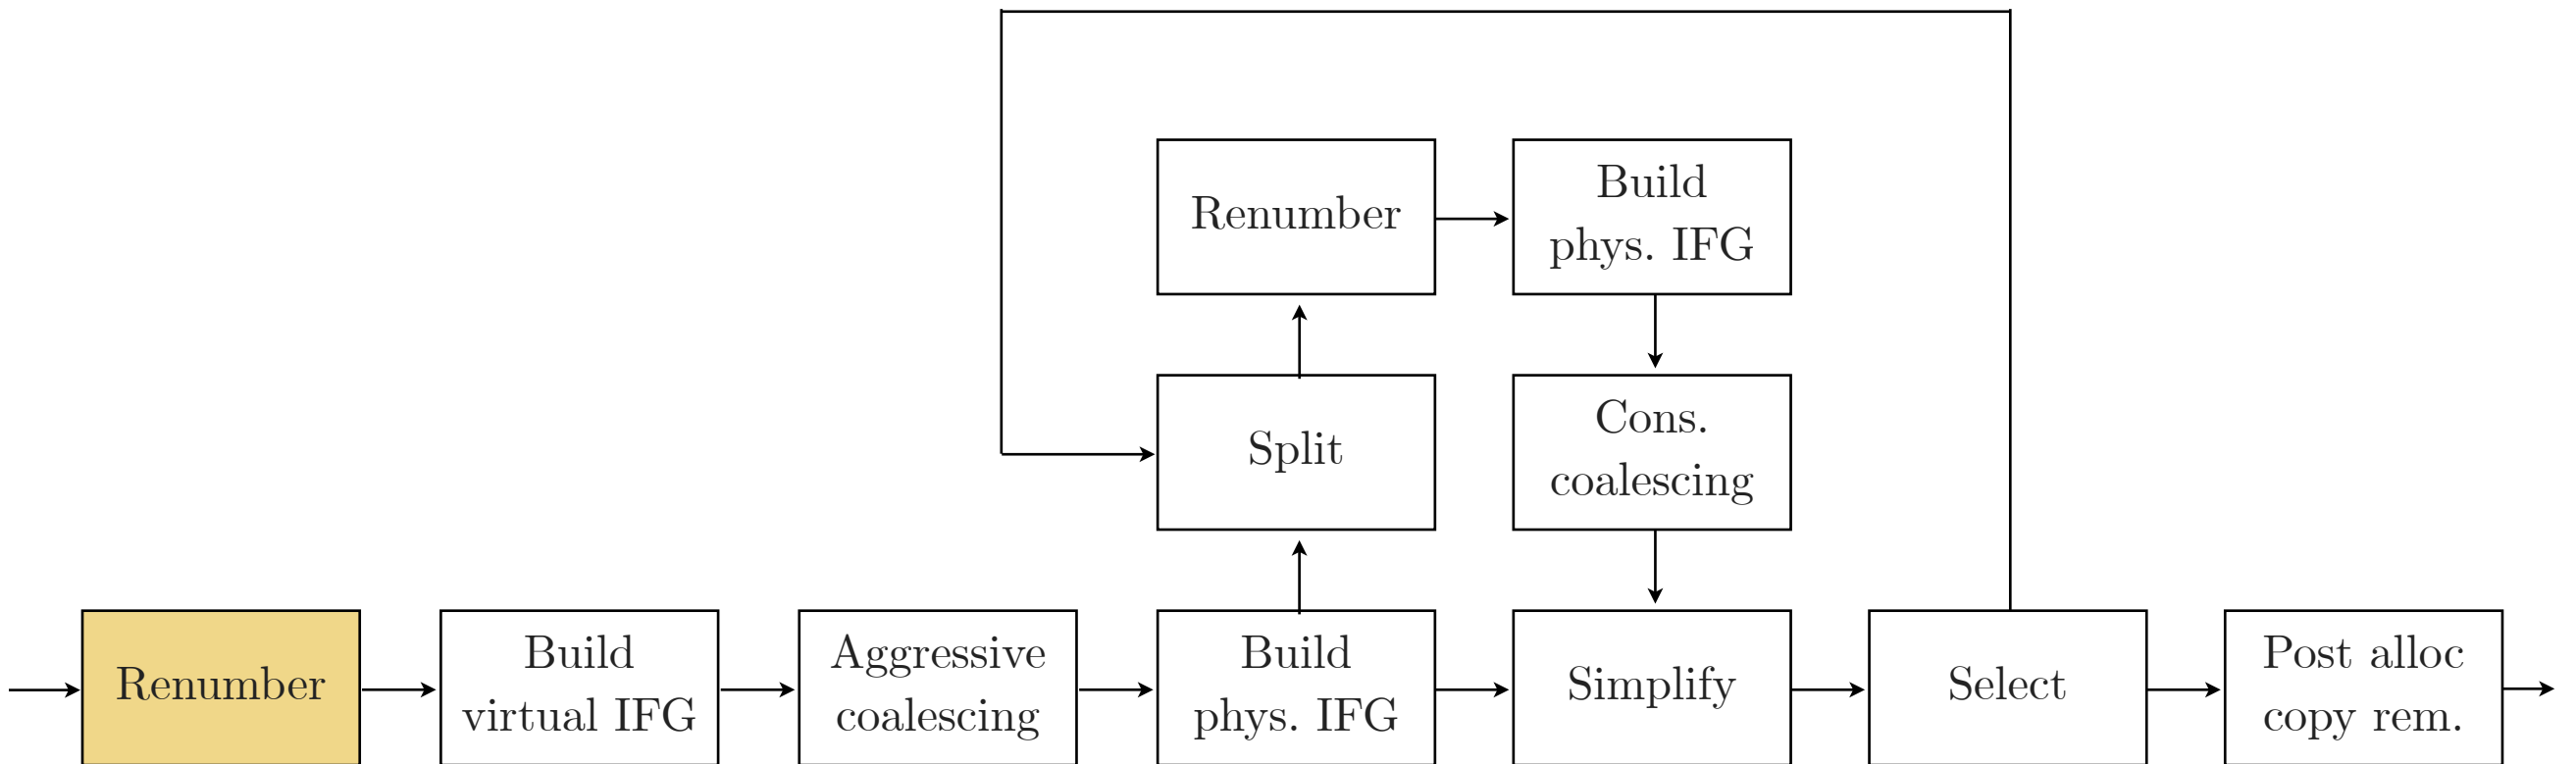 Renumber
Build
phys. IFG
Split
Cons.
coalescing
Renumber
Build
virtual IFG
Aggressive
coalescing
Build
phys. IFG
Simplify
Select
Post alloc
copy rem.